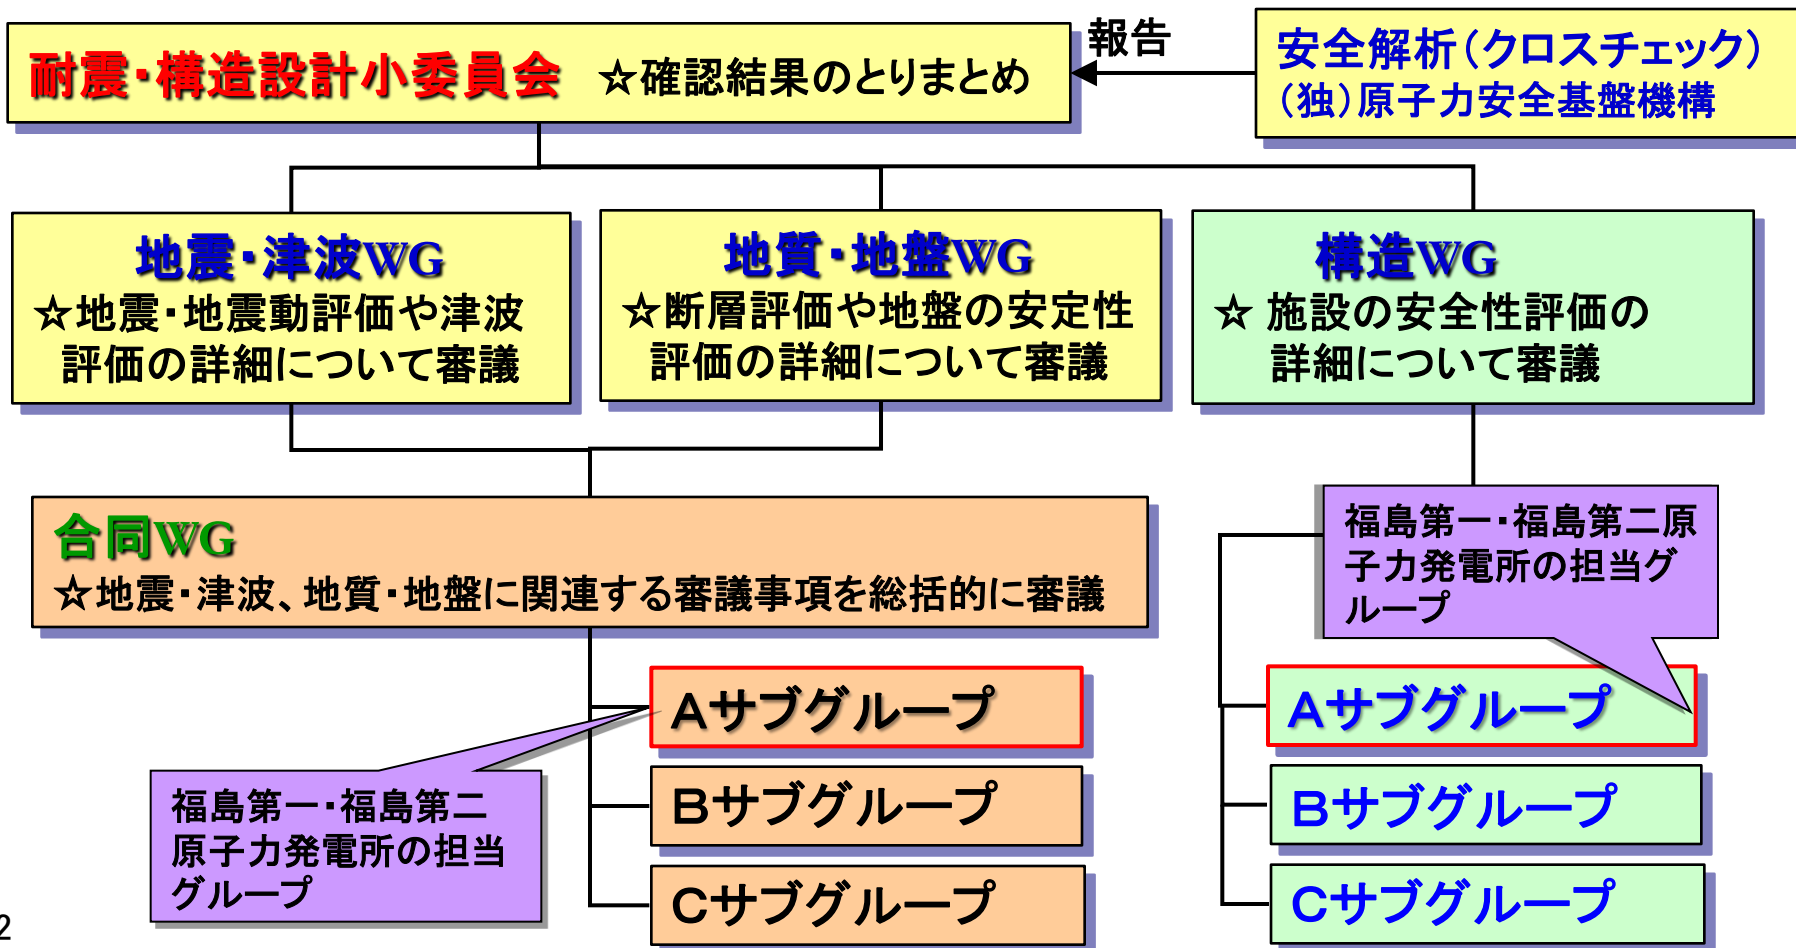 耐震・構造設計小委員会 ☆確認結果のとりまとめ
報告
安全解析（クロスチェック）
（独）原子力安全基盤機構
地震・津波WG
☆地震・地震動評価や津波
評価の詳細について審議
地質・地盤WG
☆断層評価や地盤の安定性
評価の詳細について審議
構造WG
☆ 施設の安全性評価の
詳細について審議
合同WG
☆地震・津波、地質・地盤に関連する審議事項を総括的に審議
福島第一・福島第二原
子力発電所の担当グ
ループ
Aサブグループ
Bサブグループ
Cサブグループ
福島第一・福島第二
原子力発電所の担当
グループ
Aサブグループ
Bサブグループ
Cサブグループ
2